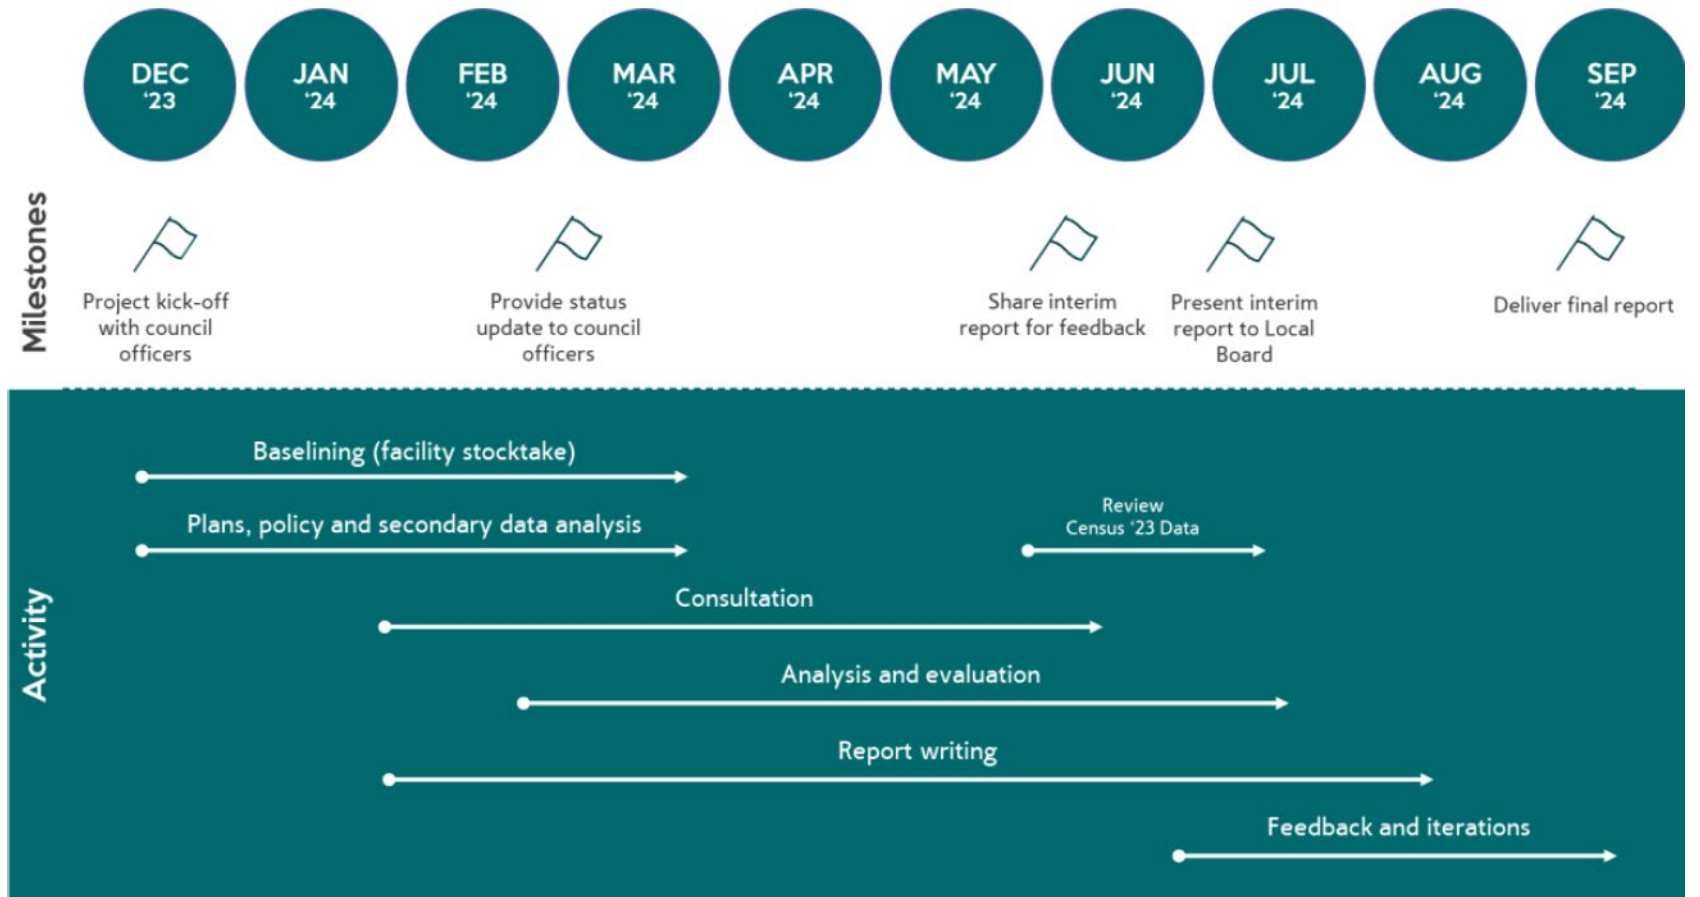 DEC
‘23
JAN
‘24
FEB
‘24
MAR
‘24
APR
‘24
MAY
‘24
JUN
‘24
JUL
‘24
AUG
‘24
SEP
‘24
Milestones
Project kick-off
with council
officers
Provide status
update to council
officers
Share interim
report for feedback
Present interim
report to Local
Board
Deliver final report
Activity
Baselining (facility stocktake)
Plans, policy and secondary data analysis
Review
Census ‘23 Data
Consultation
Analysis and evaluation
Report writing
Feedback and iterations